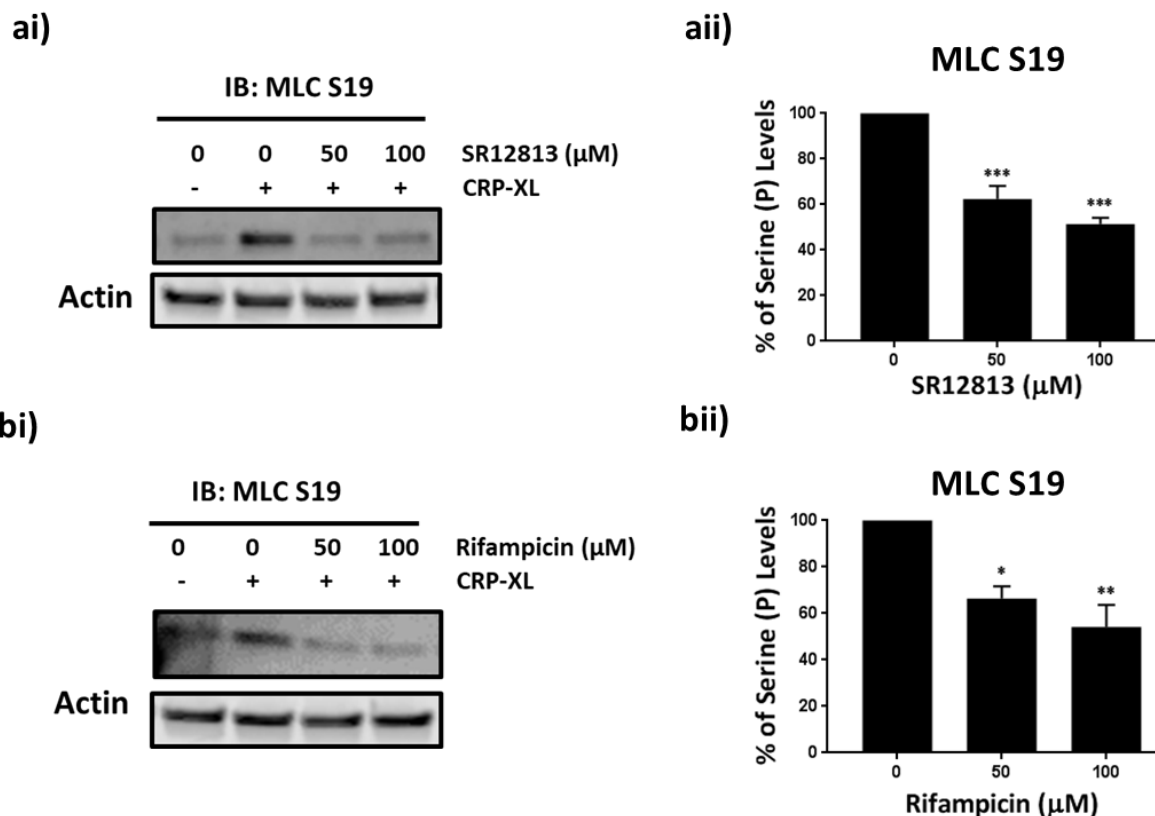 ai)
IB: MLC S19
0 0 50 100 SR12813 (μM)
- + + + CRP-XL
Actin
aii)
MLC S19
% of Serine (P) Levels
100
80
60
40
20
0
***
***
0 50 100
SR12813 (μM)
bi)
IB: MLC S19
0 0 50 100 Rifampicin (μM)
- + + + CRP-XL
Actin
bii)
MLC S19
% of Serine (P) Levels
100
80
60
40
20
0
*
**
0 50 100
Rifampicin (μM)